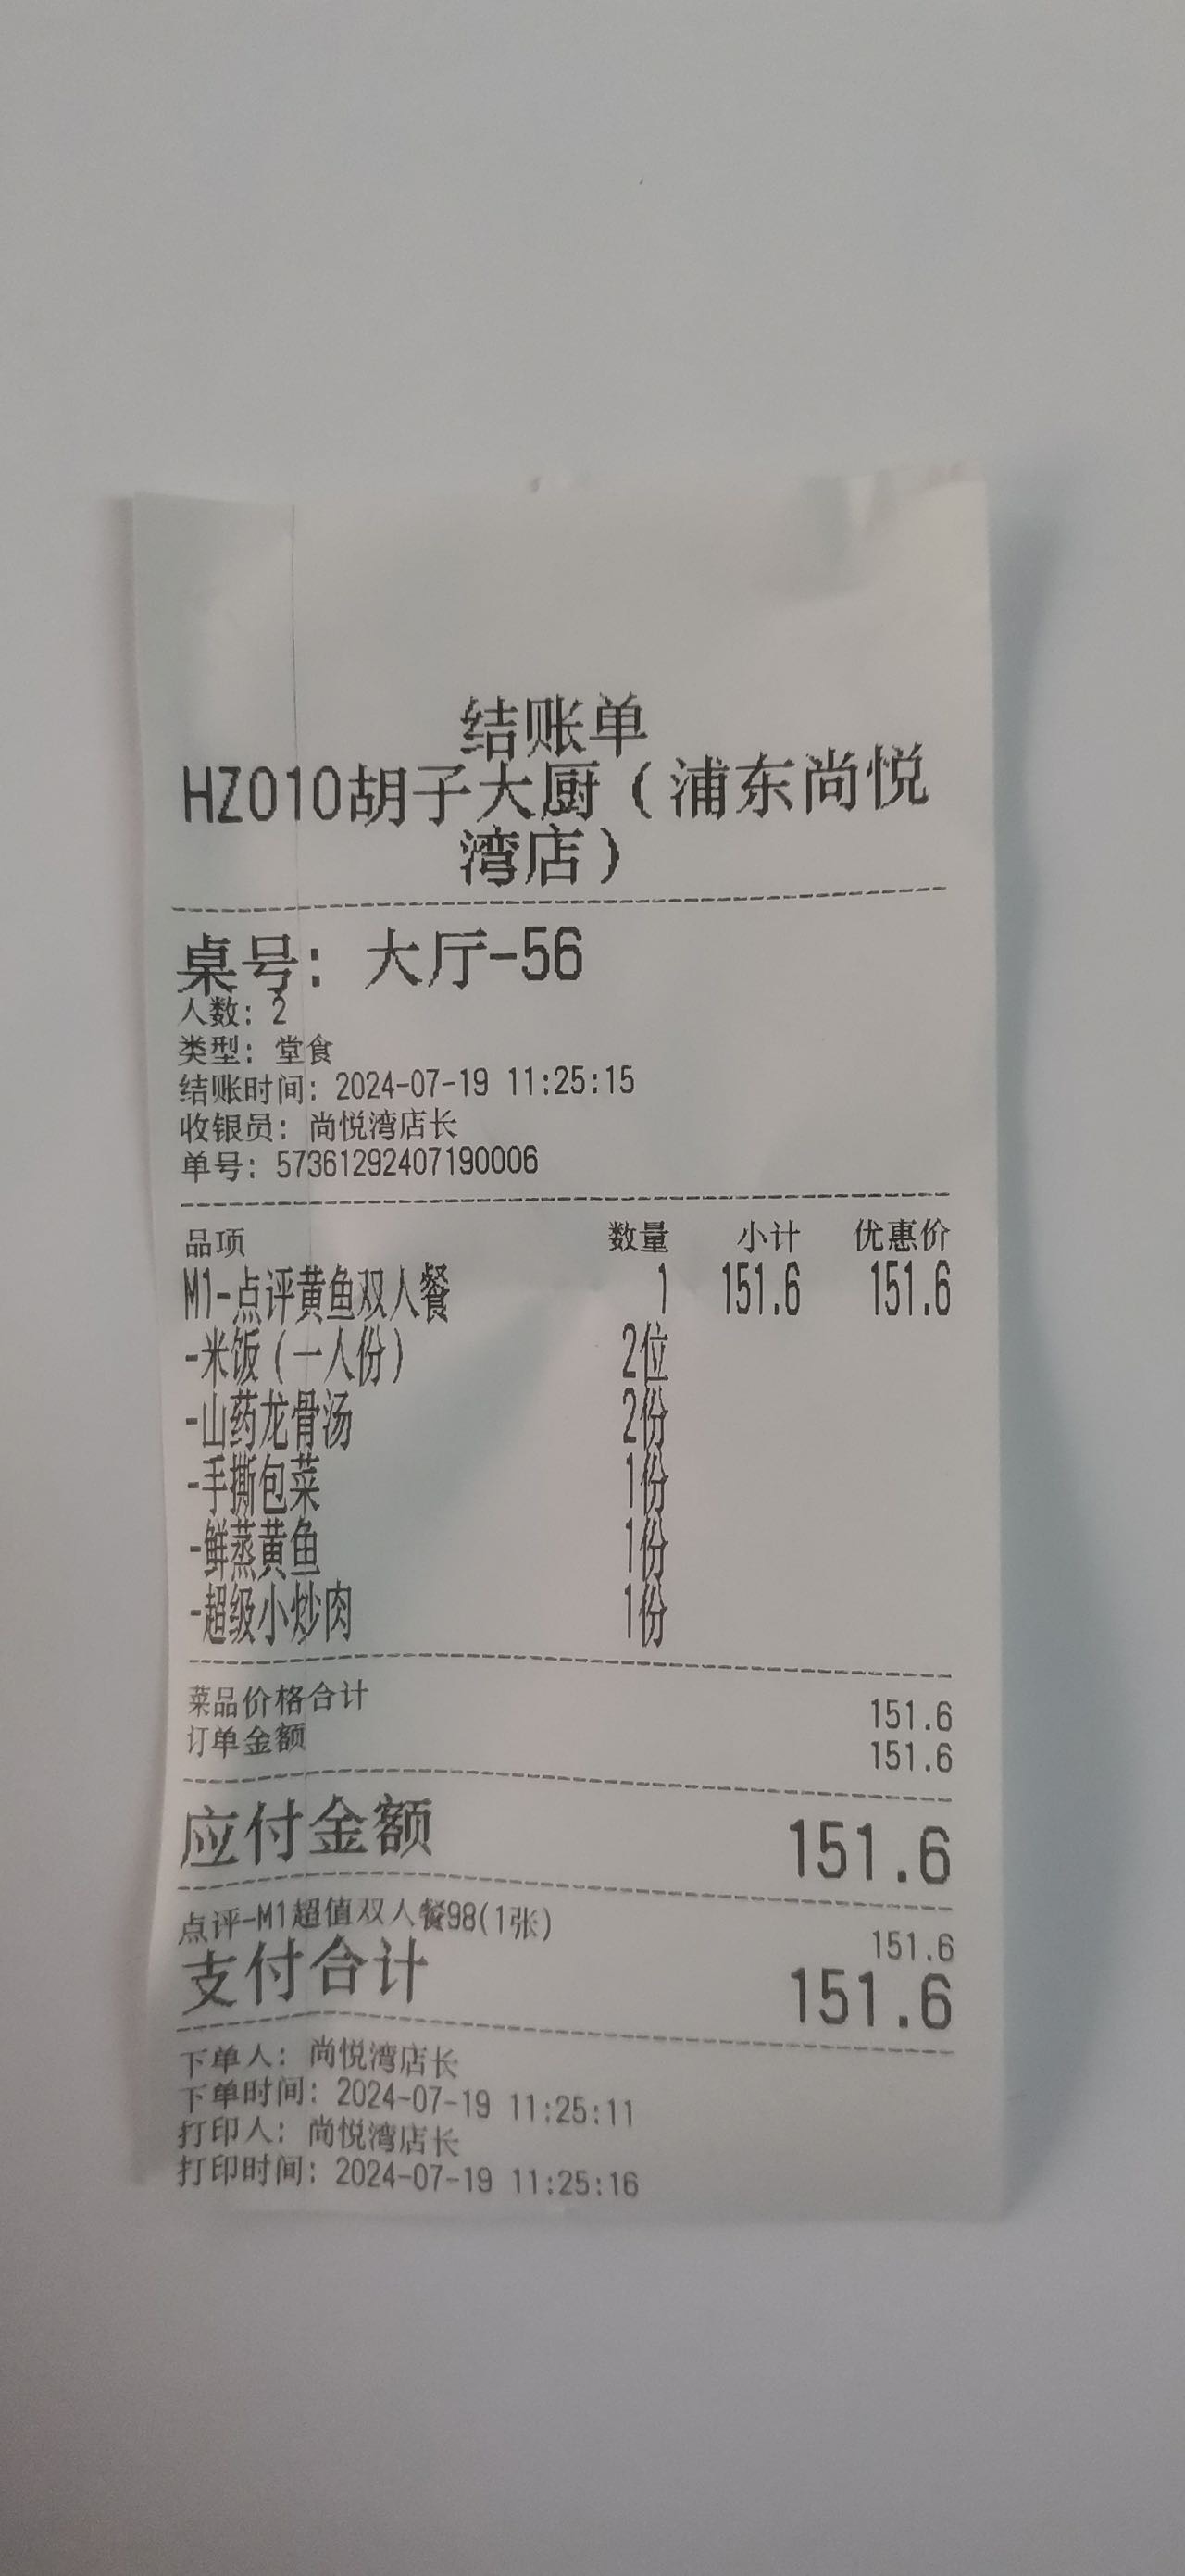 结账单
HZ010胡子大厨（浦东尚悦
湾店）
桌号: 大厅-56
人数: 2
类型: 堂食
结账时间: 2024-07-19 11:25:15
收银员: 尚悦湾店长
单号: 57361292407190006
品项 数量 小计 优惠价
M1-点评黄鱼双人餐 1 151.6 151.6
-米饭（一人份） 2位
-山药龙骨汤 2份
-手撕包菜 1份
-鲜蒸黄鱼 1份
-超级小炒肉 1份
菜品价格合计 151.6
订单金额 151.6
应付金额 151.6
点评-M1超值双人餐98(1张) 151.6
支付合计 151.6
下单人: 尚悦湾店长
下单时间: 2024-07-19 11:25:11
打印人: 尚悦湾店长
打印时间: 2024-07-19 11:25:16